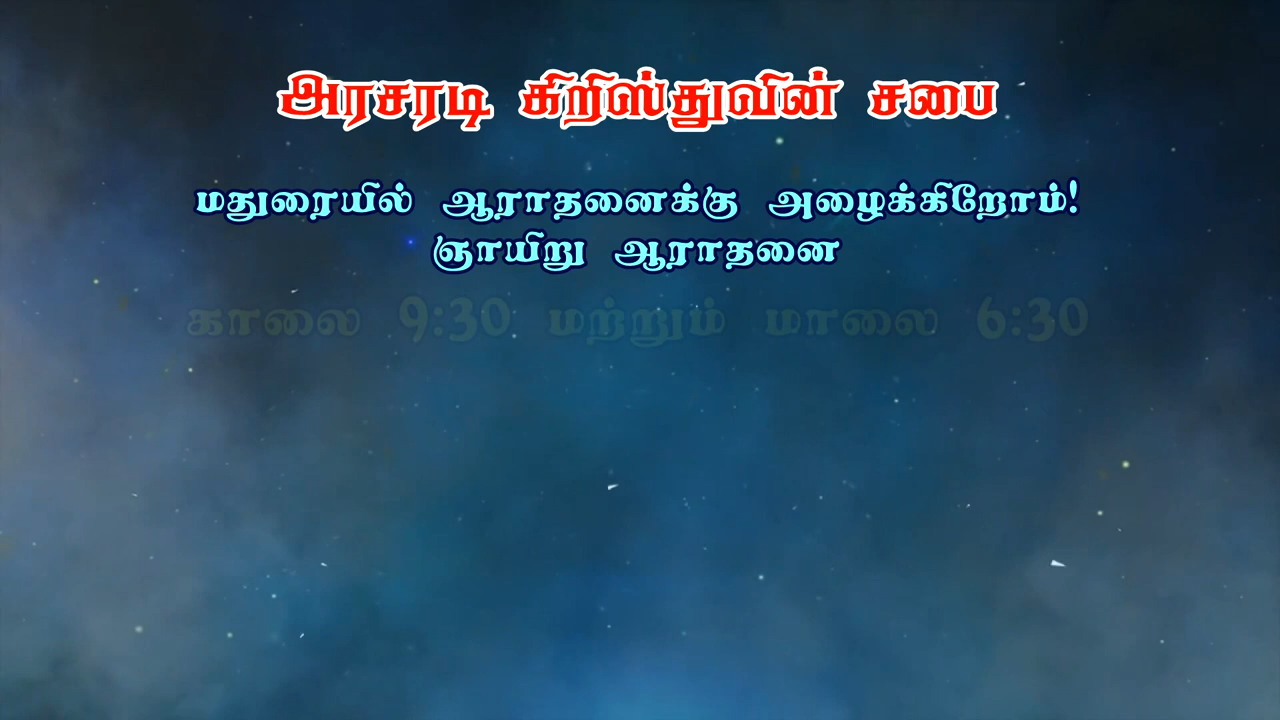 அரசரடி கிறிஸ்துவின் சபை
மதுரையில் ஆராதனைக்கு அழைக்கிறோம்!
ஞாயிறு ஆராதனை
காலை 9:30 மற்றும் மாலை 6:30